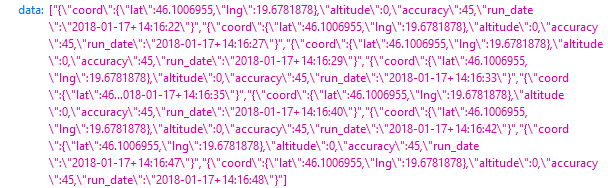 data: ["{\"coord\":{\"lat\":46.1006955,\"lng\":19.6781878},\"altitude\":0,\"accuracy\":45,\"run_date
\":\"2018-01-17+14:16:22\"}","{\"coord\":{\"lat\":46.1006955,\"lng\":19.6781878},\"altitude\":0,\"accuracy
\":45,\"run_date\":\"2018-01-17+14:16:27\"}","{\"coord\":{\"lat\":46.1006955,\"lng\":19.6781878},\"altitude
\":0,\"accuracy\":45,\"run_date\":\"2018-01-17+14:16:29\"}","{\"coord\":{\"lat\":46.1006955,
\"lng\":19.6781878},\"altitude\":0,\"accuracy\":45,\"run_date\":\"2018-01-17+14:16:33\"}","{\"coord
\":{\"lat\":46...018-01-17+14:16:35\"}","{\"coord\":{\"lat\":46.1006955,\"lng\":19.6781878},\"altitude
\":0,\"accuracy\":45,\"run_date\":\"2018-01-17+14:16:40\"}","{\"coord\":{\"lat\":46.1006955,
\"lng\":19.6781878},\"altitude\":0,\"accuracy\":45,\"run_date\":\"2018-01-17+14:16:42\"}","{\"coord
\":{\"lat\":46.1006955,\"lng\":19.6781878},\"altitude\":0,\"accuracy\":45,\"run_date
\":\"2018-01-17+14:16:47\"}","{\"coord\":{\"lat\":46.1006955,\"lng\":19.6781878},\"altitude\":0,\"accuracy
\":45,\"run_date\":\"2018-01-17+14:16:48\"}"]